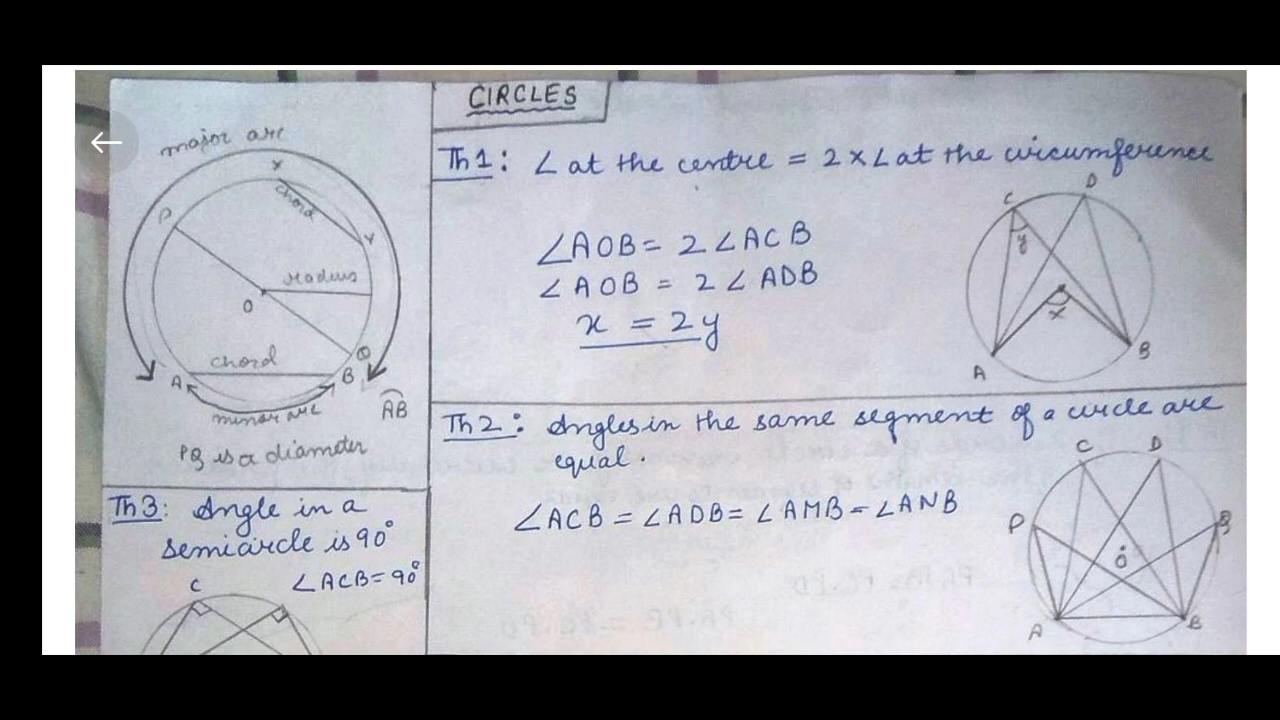 CIRCLES
major arc
x
chord
P
Y
radius
O
Q
chord
A
B
minor arc
AB
PQ is a diameter
Th1: ∠ at the centre = 2 x ∠ at the circumference
∠AOB = 2 ∠ACB
∠AOB = 2 ∠ADB
x = 2y
C
D
y
x
A
B
Th2: Angles in the same segment of a circle are
equal.
∠ACB = ∠ADB = ∠AMB = ∠ANB
C
D
P
Q
O
A
B
Th3: Angle in a
semicircle is 90°
∠ACB = 90°
C